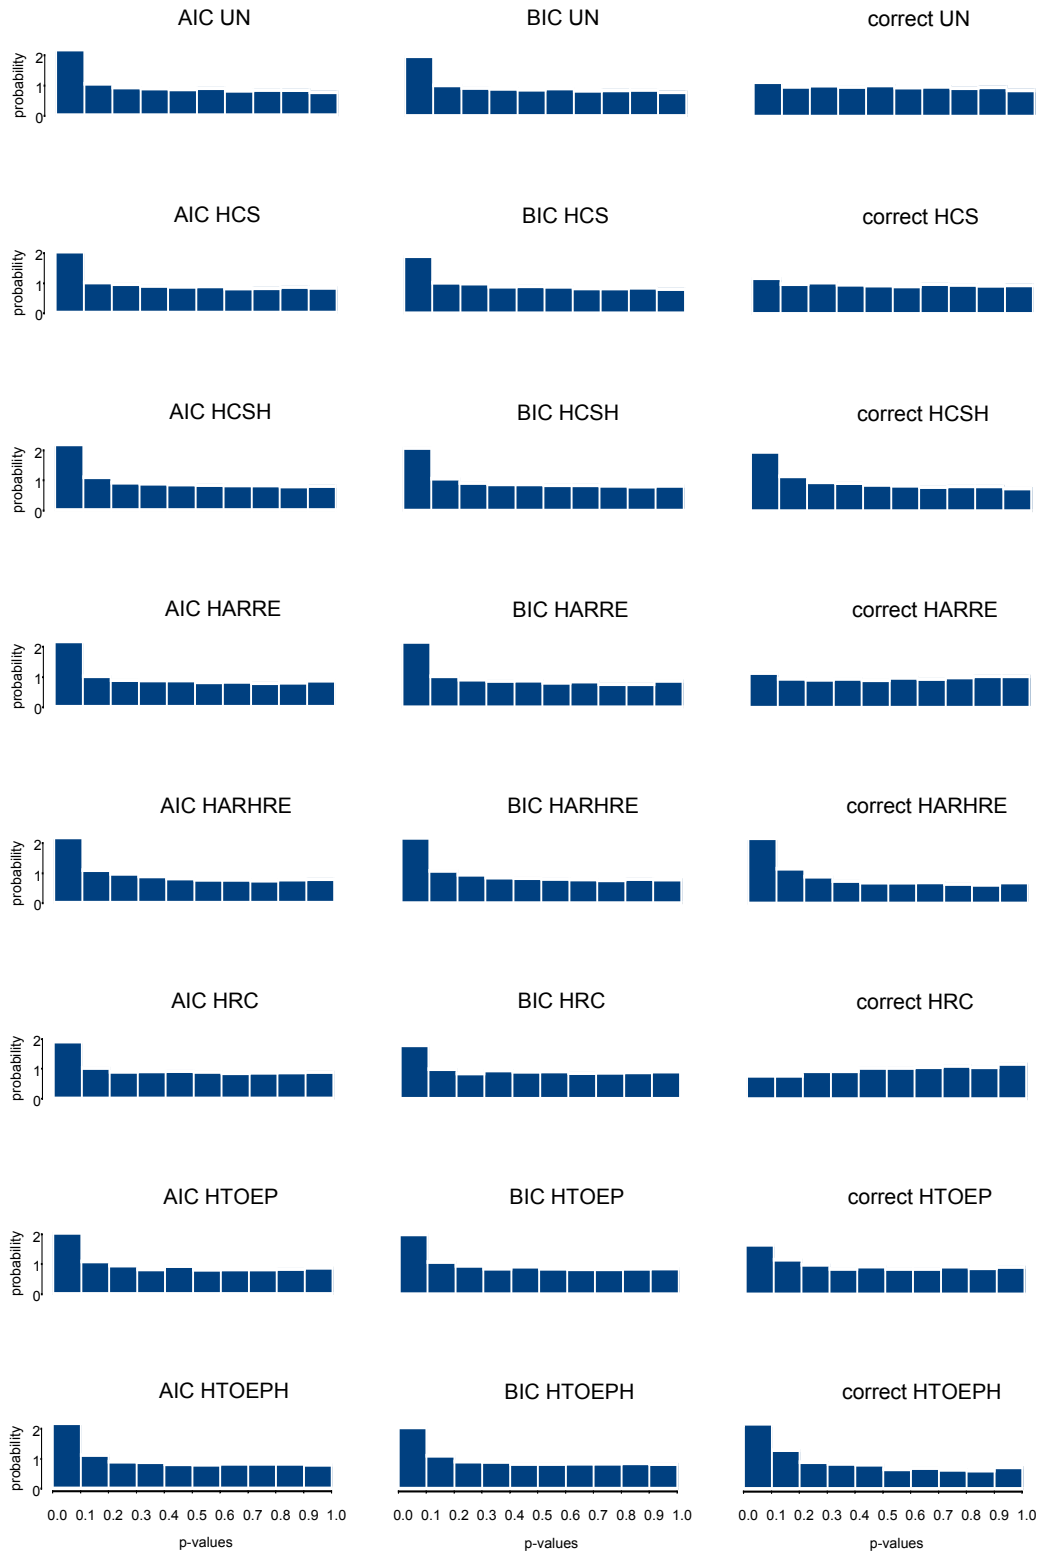 AIC UN BIC UN correct UN
probability
2
1
0
AIC HCS BIC HCS correct HCS
probability
2
1
0
AIC HCSH BIC HCSH correct HCSH
probability
2
1
0
AIC HARRE BIC HARRE correct HARRE
probability
2
1
0
AIC HARHRE BIC HARHRE correct HARHRE
probability
2
1
0
AIC HRC BIC HRC correct HRC
probability
2
1
0
AIC HTOEP BIC HTOEP correct HTOEP
probability
2
1
0
AIC HTOEPH BIC HTOEPH correct HTOEPH
probability
2
1
0
0.0 0.1 0.2 0.3 0.4 0.5 0.6 0.7 0.8 0.9 1.0 0.0 0.1 0.2 0.3 0.4 0.5 0.6 0.7 0.8 0.9 1.0 0.0 0.1 0.2 0.3 0.4 0.5 0.6 0.7 0.8 0.9 1.0
p-values p-values p-values